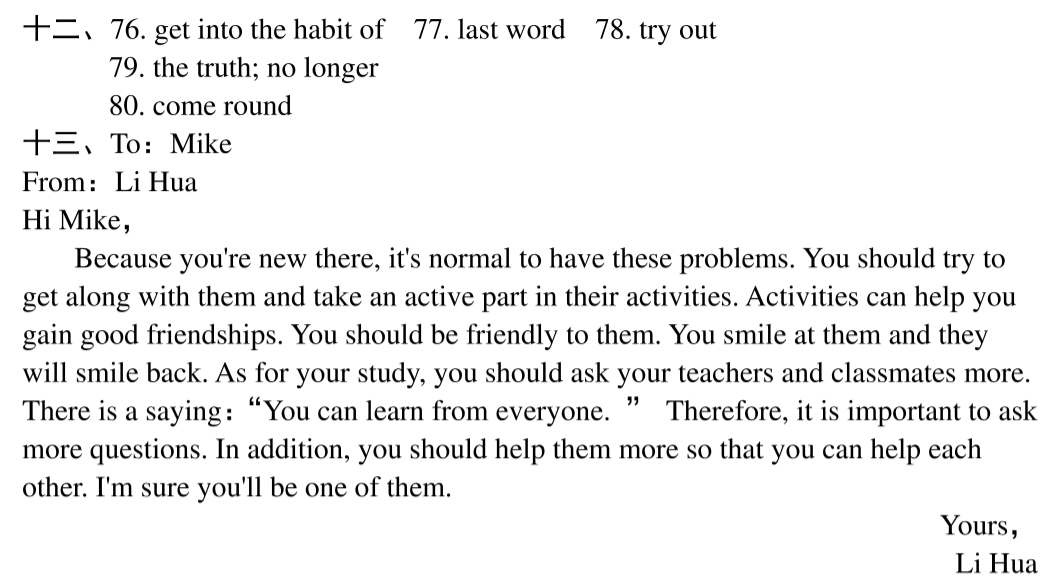 十二、76. get into the habit of 77. last word 78. try out
79. the truth; no longer
80. come round
十三、To：Mike
From：Li Hua
Hi Mike，
Because you're new there, it's normal to have these problems. You should try to
get along with them and take an active part in their activities. Activities can help you
gain good friendships. You should be friendly to them. You smile at them and they
will smile back. As for your study, you should ask your teachers and classmates more.
There is a saying：“You can learn from everyone. ” Therefore, it is important to ask
more questions. In addition, you should help them more so that you can help each
other. I'm sure you'll be one of them.
Yours，
Li Hua